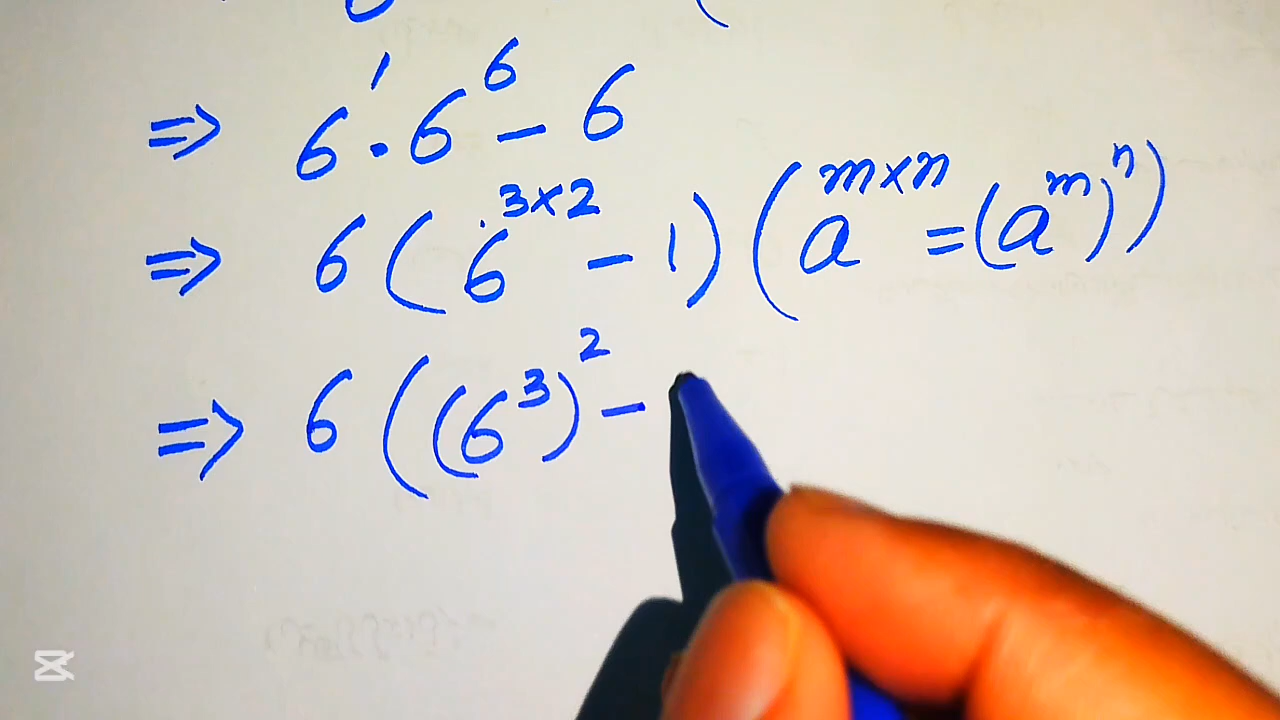 ⇒ 6¹·6⁶ − 6
⇒ 6(6³ˣ² − 1) (aᵐˣⁿ = (aᵐ)ⁿ)
⇒ 6((6³)² −